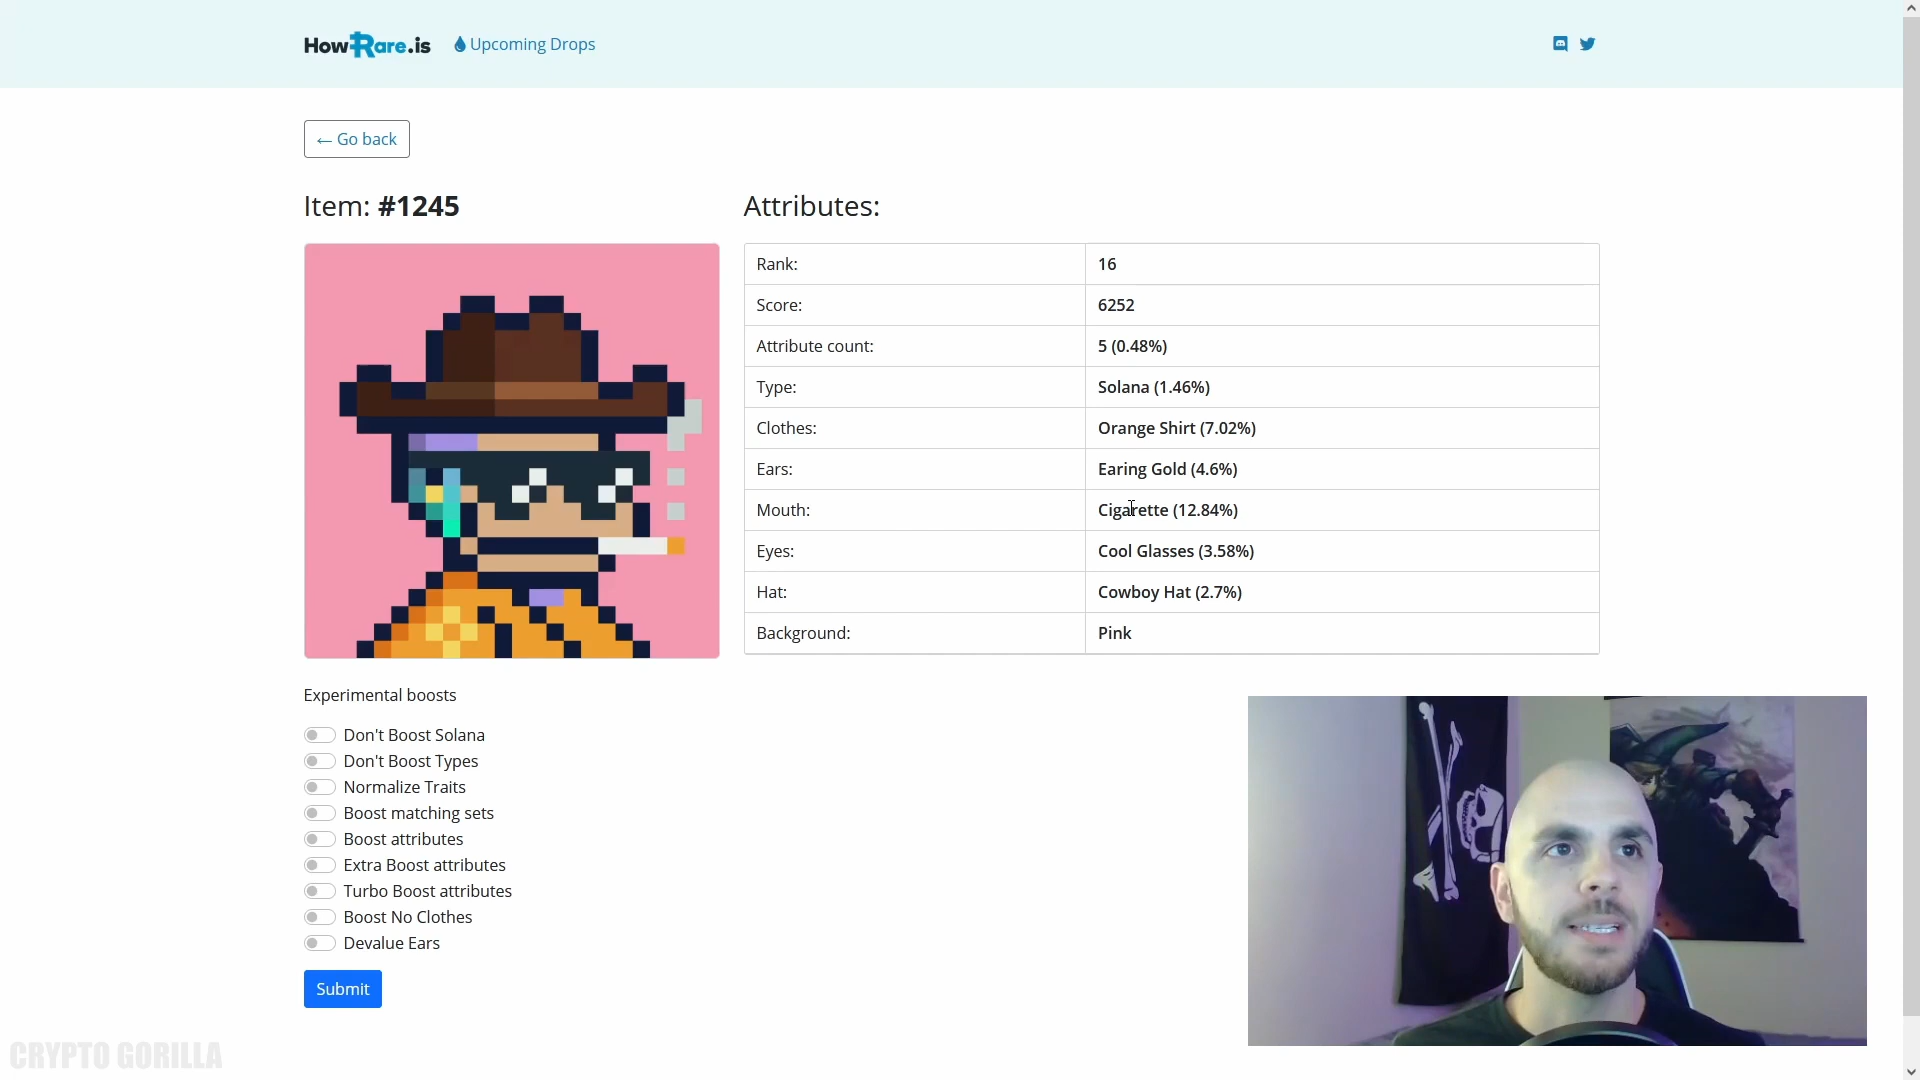 HowRare.is
Upcoming Drops
← Go back
Item: #1245
Attributes:
Rank: 16
Score: 6252
Attribute count: 5 (0.48%)
Type: Solana (1.46%)
Clothes: Orange Shirt (7.02%)
Ears: Earing Gold (4.6%)
Mouth: Cigarette (12.84%)
Eyes: Cool Glasses (3.58%)
Hat: Cowboy Hat (2.7%)
Background: Pink
Experimental boosts
Don't Boost Solana
Don't Boost Types
Normalize Traits
Boost matching sets
Boost attributes
Extra Boost attributes
Turbo Boost attributes
Boost No Clothes
Devalue Ears
Submit
CRYPTO GORILLA